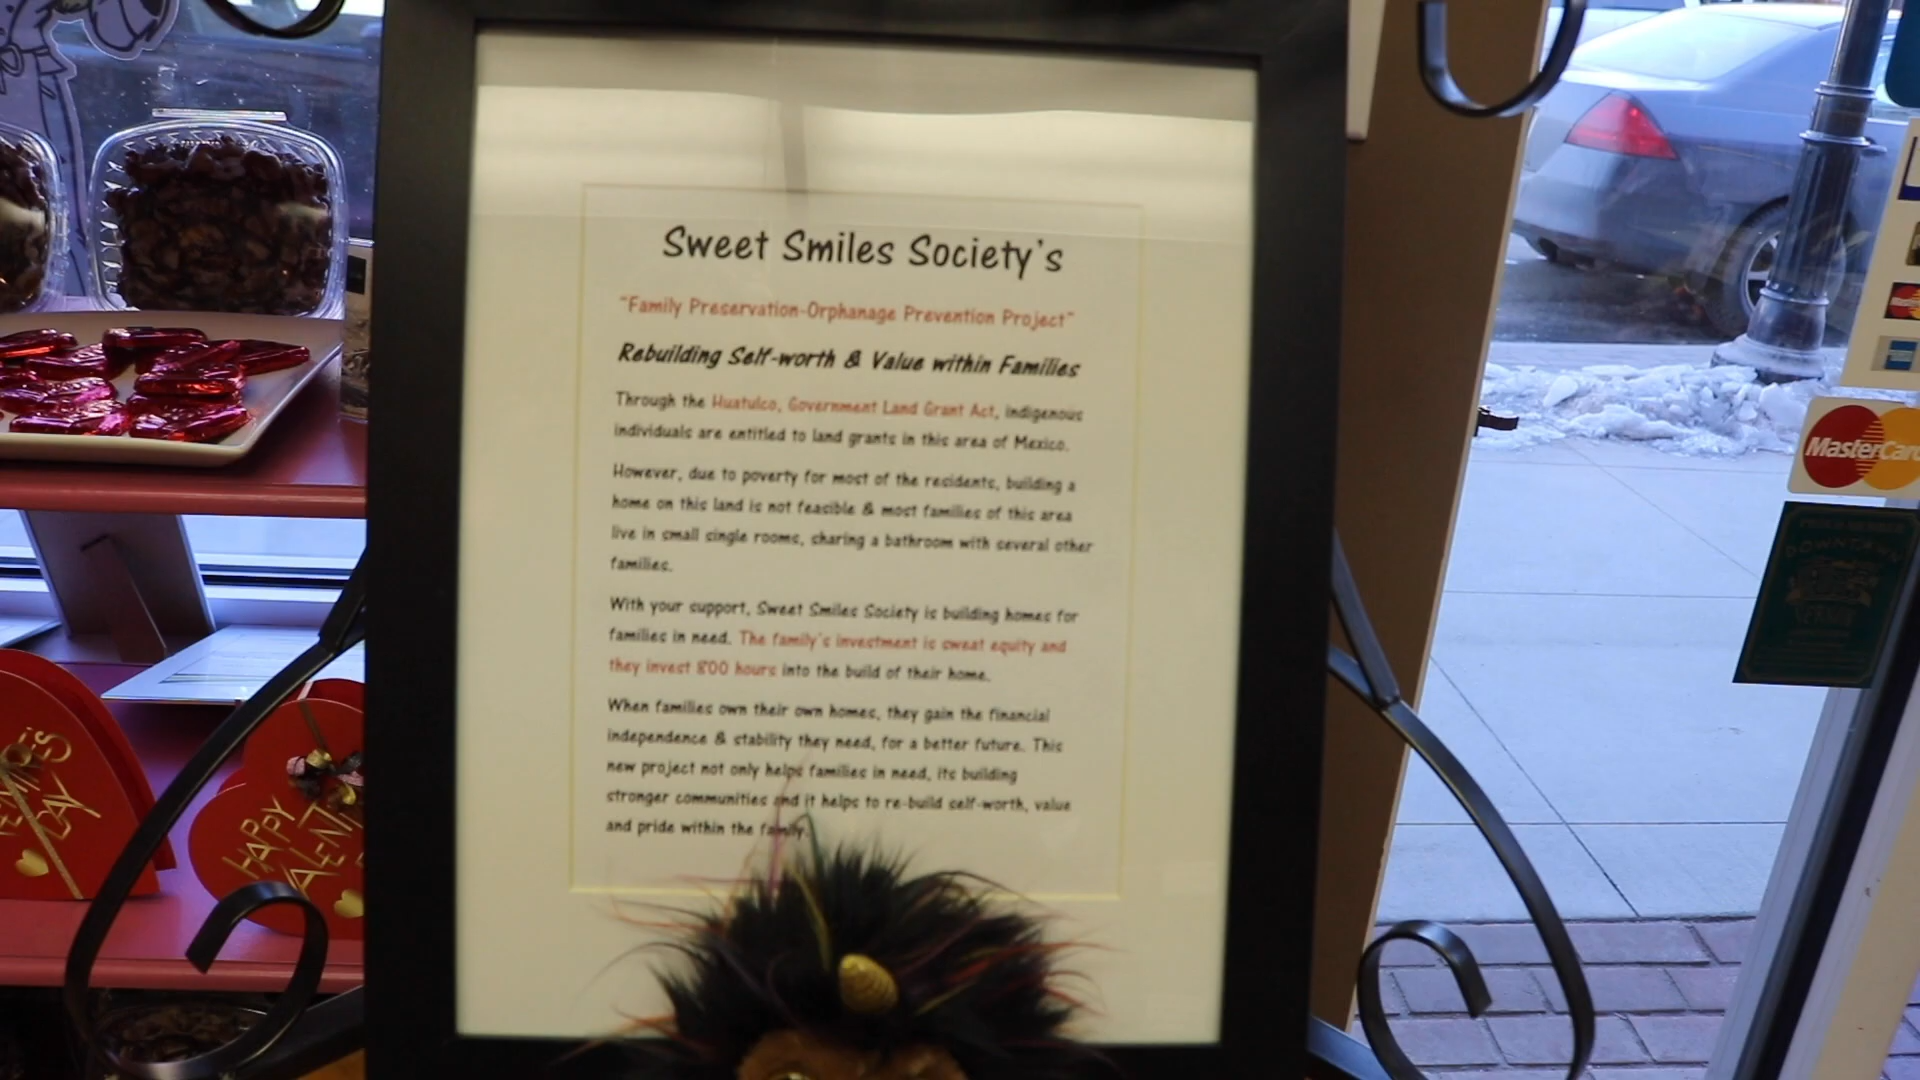 Sweet Smiles Society's
"Family Preservation-Orphanage Prevention Project"
Rebuilding Self-worth & Value within Families
Through the Huatulco, Government Land Grant Act, indigenous
individuals are entitled to land grants in this area of Mexico.
However, due to poverty for most of the residents, building a
home on this land is not feasible & most families of this area
live in small single rooms, sharing a bathroom with several other
families.
With your support, Sweet Smiles Society is building homes for
families in need. The family's investment is sweat equity and
they invest 800 hours into the build of their home.
When families own their own homes, they gain the financial
independence & stability they need, for a better future. This
new project not only helps families in need, its building
stronger communities and it helps to re-build self-worth, value
and pride within the family.
DAY
HAPPY
MasterCard
DOWNTOWN